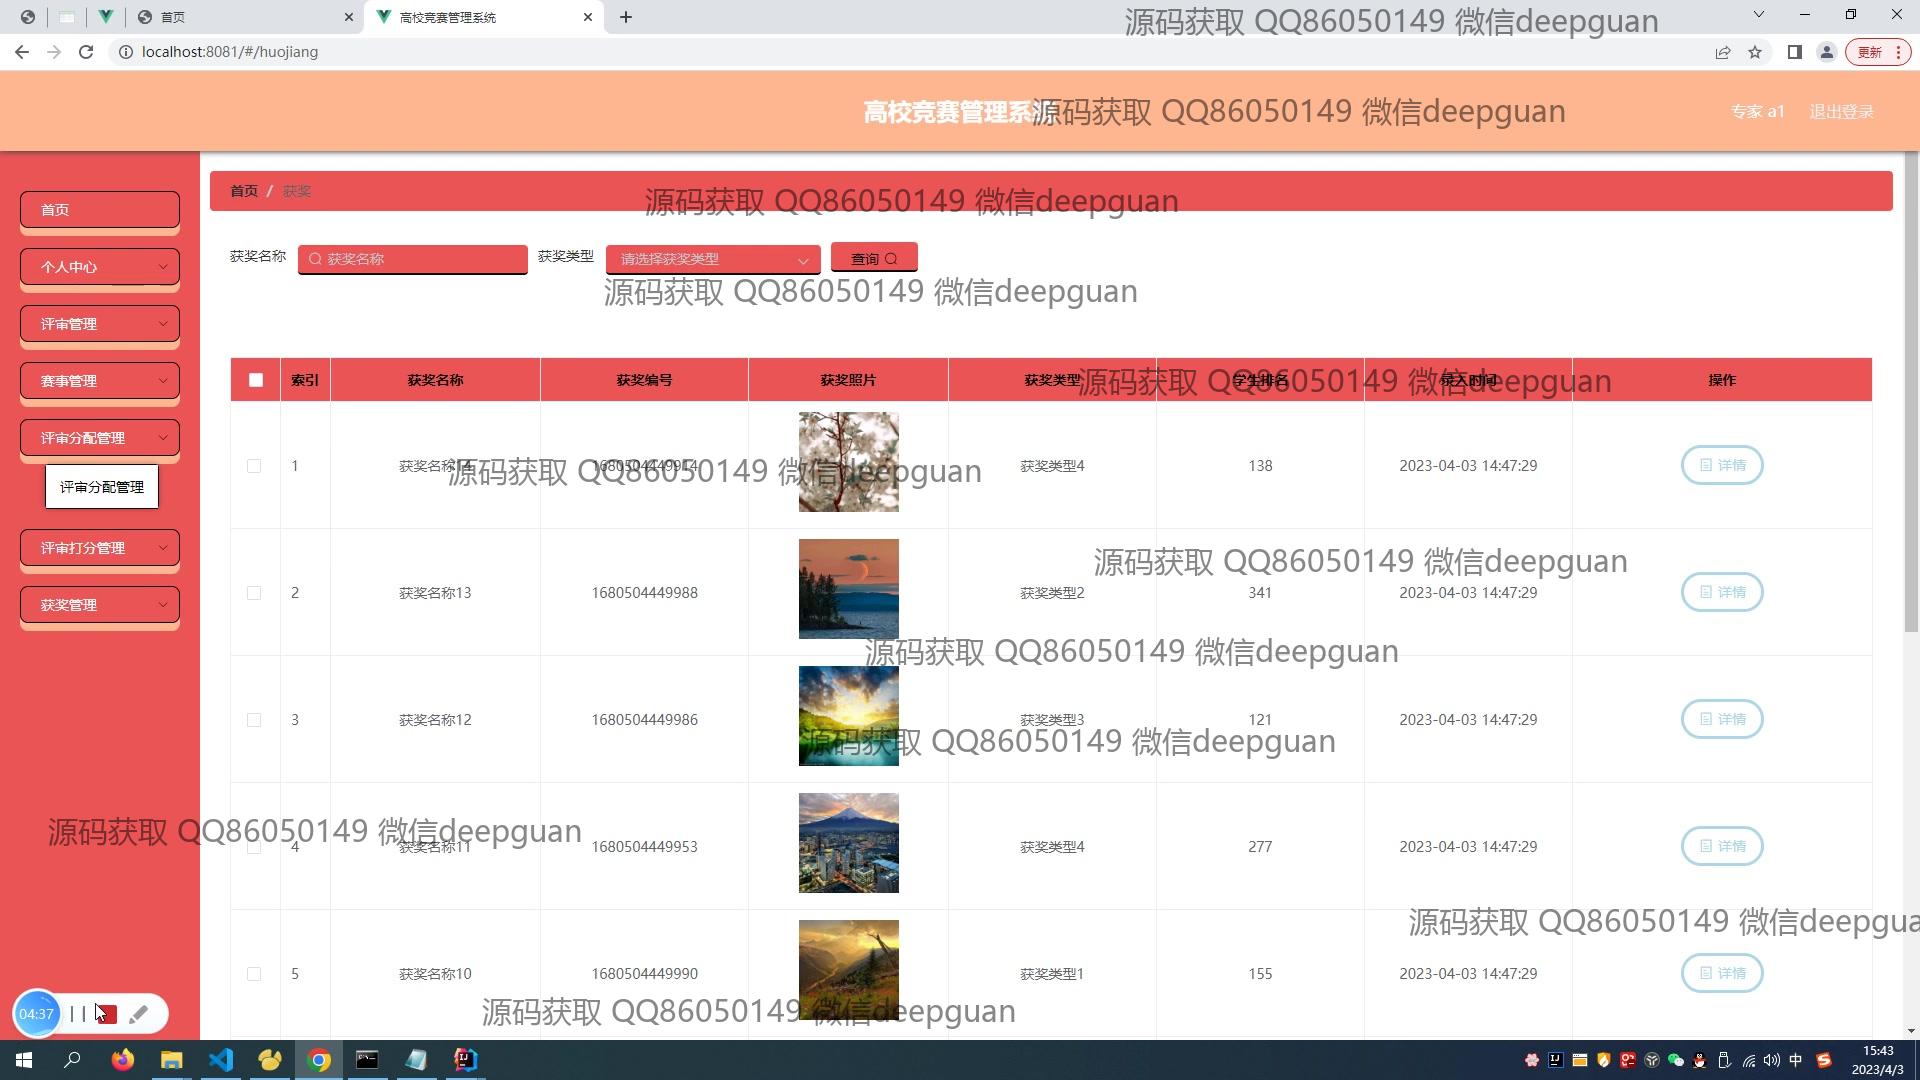 首页
高校竞赛管理系统
源码获取 QQ86050149 微信deepguan
localhost:8081/#/huojiang
更新
高校竞赛管理系统
源码获取 QQ86050149 微信deepguan
专家 a1
退出登录
首页
首页 / 获奖
源码获取 QQ86050149 微信deepguan
个人中心
获奖名称 获奖名称 获奖类型 请选择获奖类型 查询
源码获取 QQ86050149 微信deepguan
评审管理
赛事管理
评审分配管理
评审分配管理
评审打分管理
获奖管理
索引 获奖名称 获奖编号 获奖照片 获奖类型 学生排名 录入时间 操作
源码获取 QQ86050149 微信deepguan
1 获奖名称14 1680504449914 获奖类型4 138 2023-04-03 14:47:29 详情
源码获取 QQ86050149 微信deepguan
源码获取 QQ86050149 微信deepguan
2 获奖名称13 1680504449988 获奖类型2 341 2023-04-03 14:47:29 详情
源码获取 QQ86050149 微信deepguan
3 获奖名称12 1680504449986 获奖类型3 121 2023-04-03 14:47:29 详情
源码获取 QQ86050149 微信deepguan
源码获取 QQ86050149 微信deepguan
4 获奖名称11 1680504449953 获奖类型4 277 2023-04-03 14:47:29 详情
源码获取 QQ86050149 微信deepgua
5 获奖名称10 1680504449990 获奖类型1 155 2023-04-03 14:47:29 详情
源码获取 QQ86050149 微信deepguan
04:37
中
15:43
2023/4/3